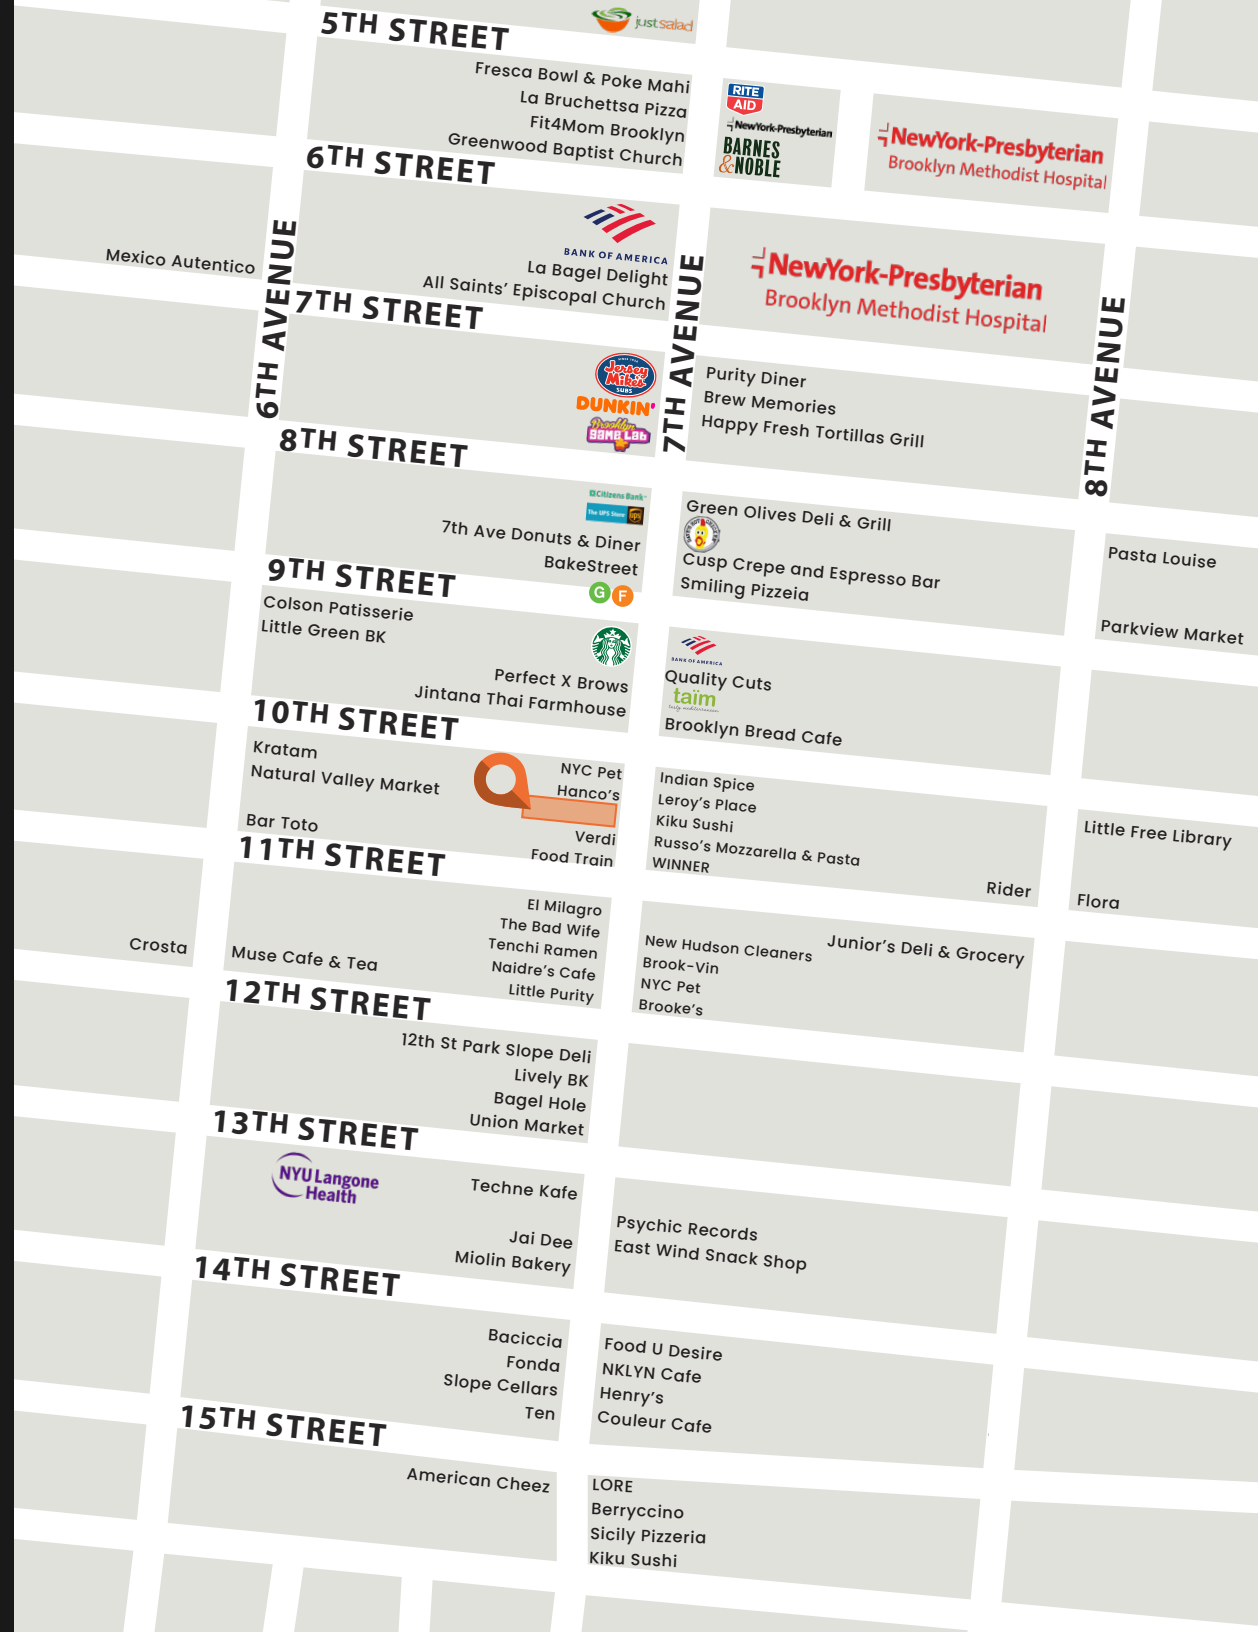 justsalad
5TH STREET
Fresca Bowl & Poke Mahi
La Bruchettsa Pizza
Fit4Mom Brooklyn
Greenwood Baptist Church
RITE
AID
NewYork-Presbyterian
BARNES
&NOBLE
NewYork-Presbyterian
Brooklyn Methodist Hospital
6TH STREET
BANK OF AMERICA
La Bagel Delight
All Saints' Episcopal Church
NewYork-Presbyterian
Brooklyn Methodist Hospital
Mexico Autentico
6TH AVENUE
7TH AVENUE
8TH AVENUE
7TH STREET
Jersey
Mike's
SUBS
DUNKIN'
Brooklyn
game Lab
Purity Diner
Brew Memories
Happy Fresh Tortillas Grill
8TH STREET
Citizens Bank
The UPS Store
ups
7th Ave Donuts & Diner
BakeStreet
Green Olives Deli & Grill
Cusp Crepe and Espresso Bar
Smiling Pizzeia
Pasta Louise
Parkview Market
9TH STREET
G F
Colson Patisserie
Little Green BK
Perfect X Brows
Jintana Thai Farmhouse
BANK OF AMERICA
Quality Cuts
taïm
Brooklyn Bread Cafe
10TH STREET
Kratam
Natural Valley Market
Bar Toto
NYC Pet
Hanco's
Verdi
Food Train
Indian Spice
Leroy's Place
Kiku Sushi
Russo's Mozzarella & Pasta
WINNER
Rider
Little Free Library
Flora
11TH STREET
Crosta
Muse Cafe & Tea
El Milagro
The Bad Wife
Tenchi Ramen
Naidre's Cafe
Little Purity
New Hudson Cleaners
Brook-Vin
NYC Pet
Brooke's
Junior's Deli & Grocery
12TH STREET
12th St Park Slope Deli
Lively BK
Bagel Hole
Union Market
13TH STREET
NYU Langone
Health
Techne Kafe
Jai Dee
Miolin Bakery
Psychic Records
East Wind Snack Shop
14TH STREET
Baciccia
Fonda
Slope Cellars
Ten
Food U Desire
NKLYN Cafe
Henry's
Couleur Cafe
15TH STREET
American Cheez
LORE
Berryccino
Sicily Pizzeria
Kiku Sushi